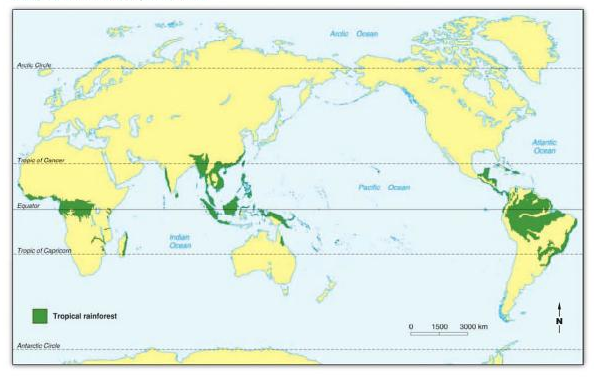 Arctic Ocean
Arctic Circle
Atlantic
Ocean
Tropic of Cancer
Pacific Ocean
Equator
Indian
Ocean
Tropic of Capricorn
Tropical rainforest
0 1500 3000 km
N
Antarctic Circle